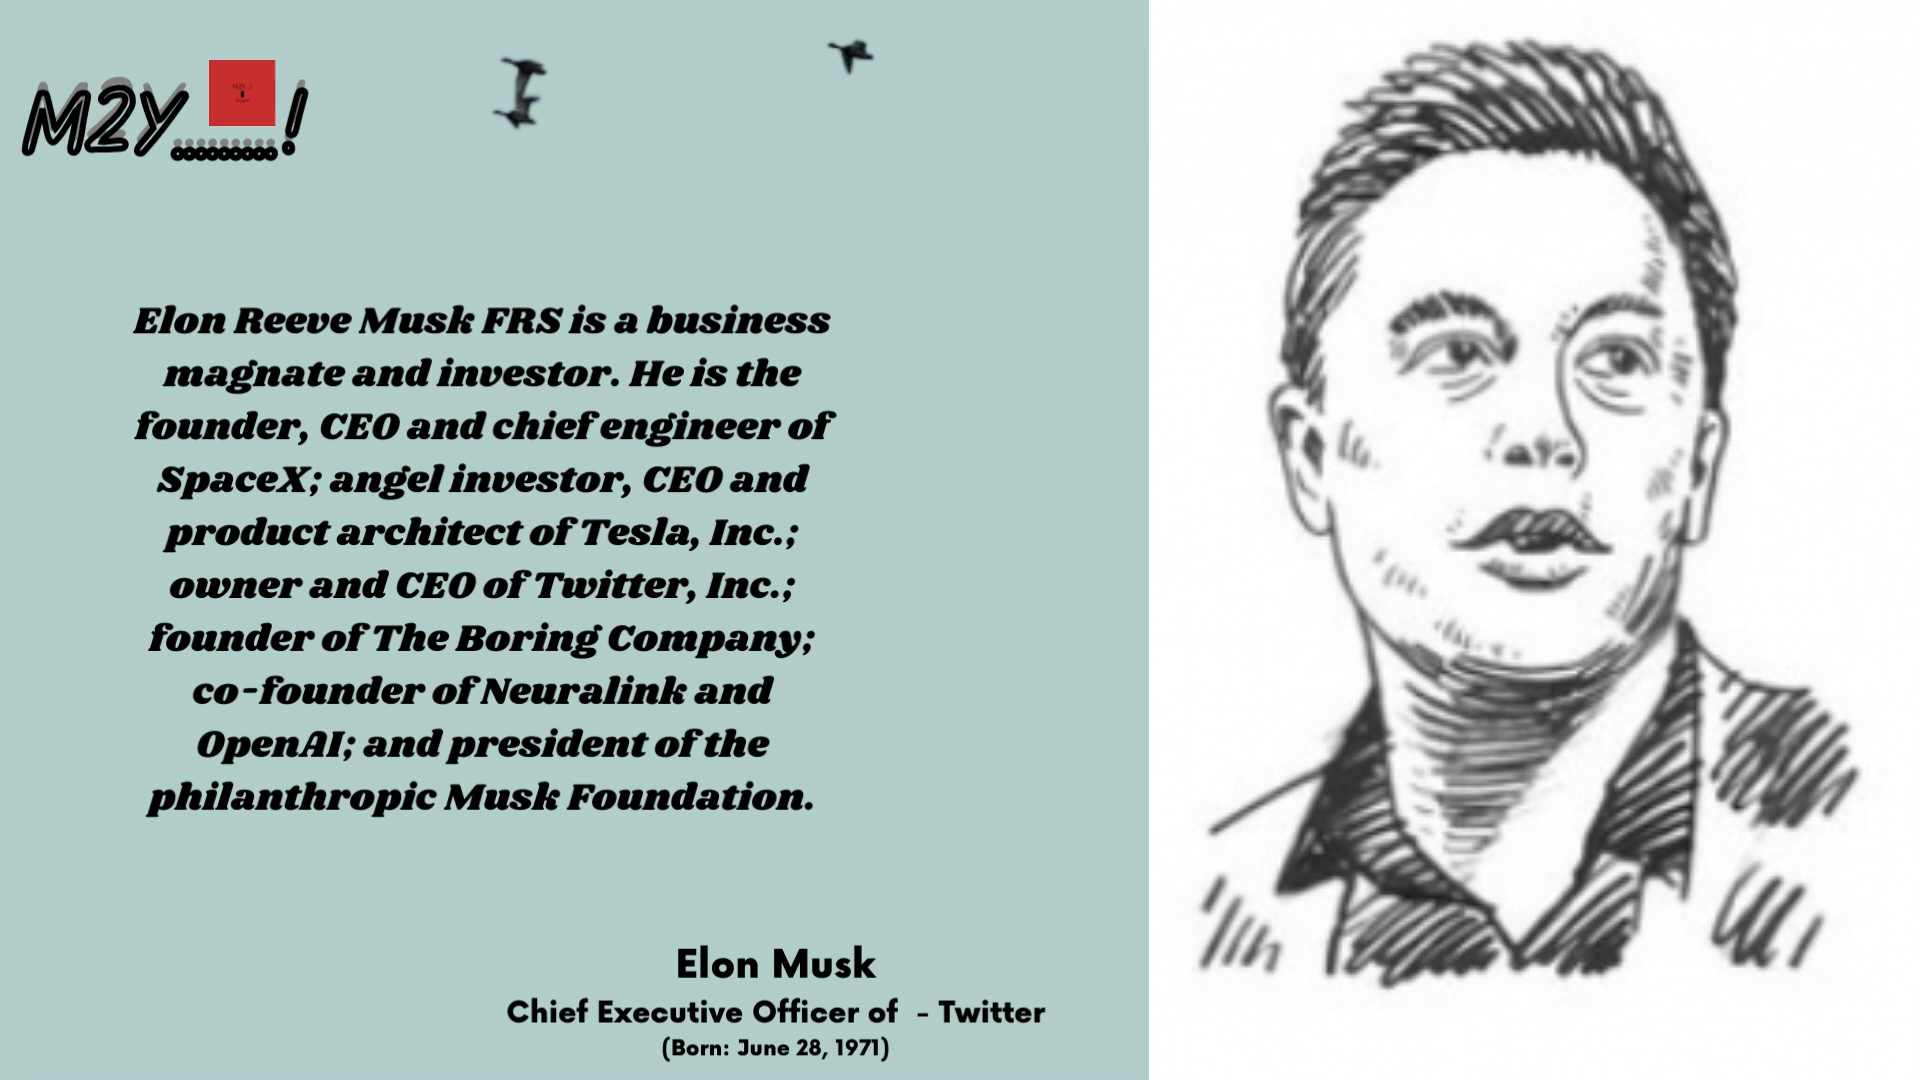 M2Y.........!
Elon Reeve Musk FRS is a business
magnate and investor. He is the
founder, CEO and chief engineer of
SpaceX; angel investor, CEO and
product architect of Tesla, Inc.;
owner and CEO of Twitter, Inc.;
founder of The Boring Company;
co-founder of Neuralink and
OpenAI; and president of the
philanthropic Musk Foundation.
Elon Musk
Chief Executive Officer of - Twitter
(Born: June 28, 1971)